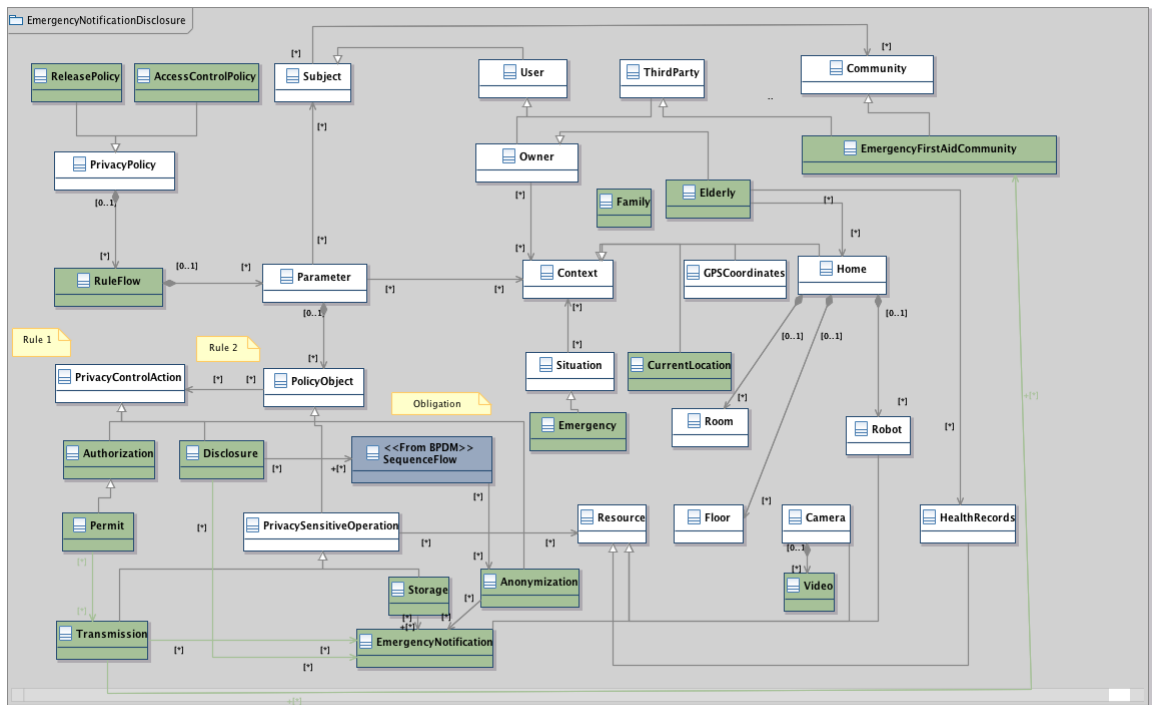 EmergencyNotificationDisclosure
[*]
[*]
ReleasePolicy
AccessControlPolicy
Subject
User
ThirdParty
Community
..
[*]
EmergencyFirstAidCommunity
PrivacyPolicy
Owner
[0..1]
[*]
Family
Elderly
[*]
[*]
[*]
[*]
[*]
RuleFlow
[0..1]
[*]
Parameter
[*]
[*]
Context
GPSCoordinates
Home
[0..1]
[*]
[0..1]
[0..1]
[0..1]
Rule 1
Rule 2
[*]
[*]
PrivacyControlAction
[*]
[*]
PolicyObject
Situation
CurrentLocation
+[*]
Obligation
[*]
[*]
Room
Emergency
Robot
[*]
Authorization
Disclosure
[*]
+[*]
<<From BPDM>>
SequenceFlow
[*]
[*]
Permit
[*]
PrivacySensitiveOperation
[*]
[*]
Resource
Floor
Camera
HealthRecords
[0..1]
[*]
[*]
[*]
Anonymization
Video
Storage
[*]
[*]
[*]
[*]
+[*]
Transmission
EmergencyNotification
[*]
[*]
[*]
+[*]